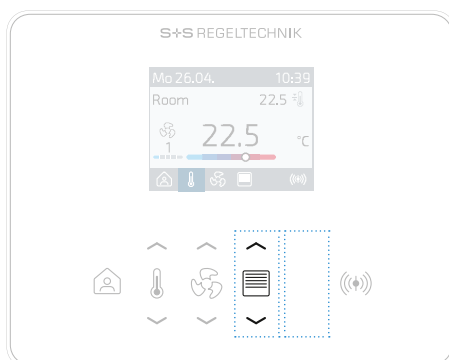 S+S REGELTECHNIK
Mo 26.04. 10:39
Room 22.5
22.5 °C
1